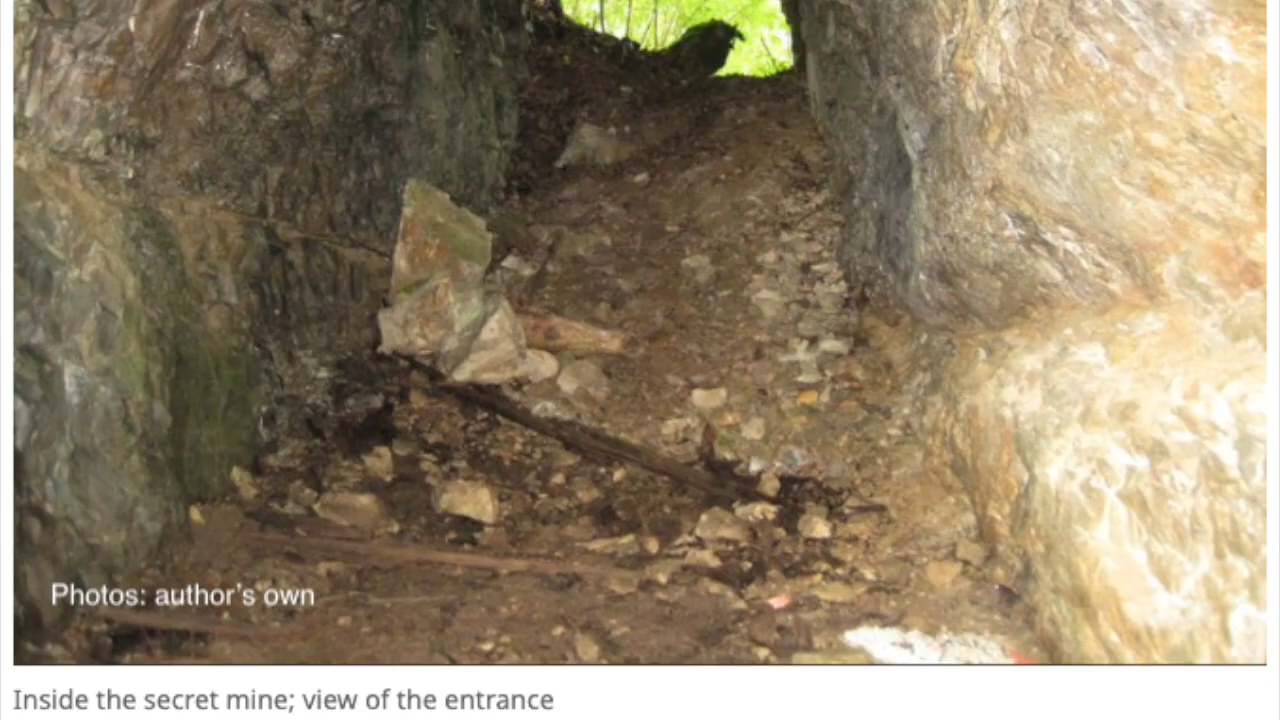 Photos: author's own
Inside the secret mine; view of the entrance